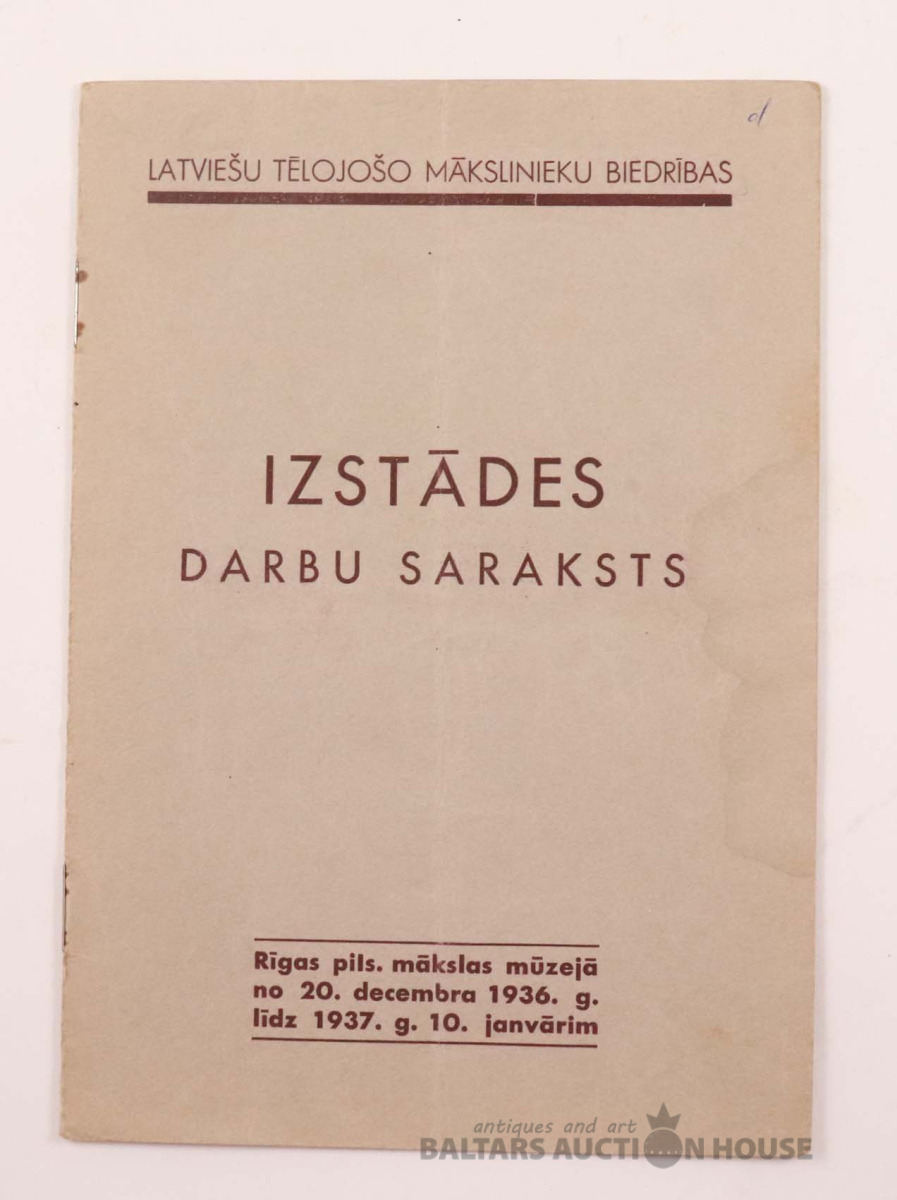 d
LATVIEŠU TĒLOJOŠO MĀKSLINIEKU BIEDRĪBAS
IZSTĀDES
DARBU SARAKSTS
Rīgas pils. mākslas mūzejā
no 20. decembra 1936. g.
līdz 1937. g. 10. janvārim
antiques and art
BALTARS AUCTION HOUSE